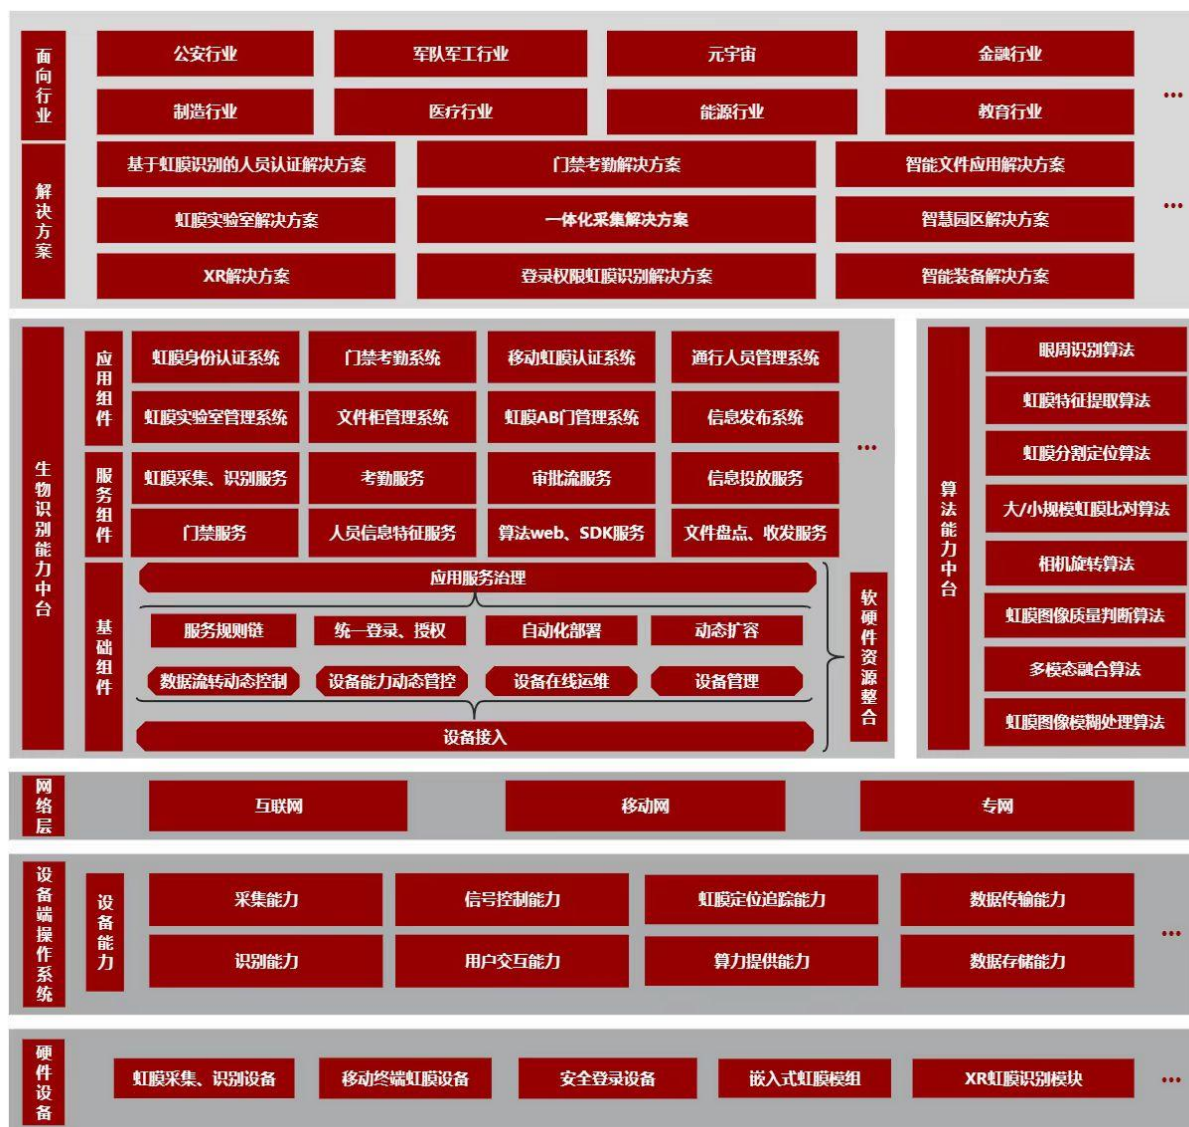 面向行业
公安行业
军队军工行业
元宇宙
金融行业
制造行业
医疗行业
能源行业
教育行业
…
解决方案
基于虹膜识别的人员认证解决方案
门禁考勤解决方案
智能文件应用解决方案
虹膜实验室解决方案
一体化采集解决方案
智慧园区解决方案
…
XR解决方案
登录权限虹膜识别解决方案
智能装备解决方案
生物识别能力中台
应用组件
虹膜身份认证系统
门禁考勤系统
移动虹膜认证系统
通行人员管理系统
虹膜实验室管理系统
文件柜管理系统
虹膜AB门管理系统
信息发布系统
…
服务组件
虹膜采集、识别服务
考勤服务
审批流服务
信息投放服务
门禁服务
人员信息特征服务
算法web、SDK服务
文件盘点、收发服务
基础组件
应用服务治理
服务规则链
统一登录、授权
自动化部署
动态扩容
数据流转动态控制
设备能力动态管控
设备在线运维
设备管理
设备接入
软硬件资源整合
算法能力中台
眼周识别算法
虹膜特征提取算法
虹膜分割定位算法
大/小规模虹膜比对算法
相机旋转算法
虹膜图像质量判断算法
多模态融合算法
虹膜图像模糊处理算法
网络层
互联网
移动网
专网
设备端操作系统
设备能力
采集能力
信号控制能力
虹膜定位追踪能力
数据传输能力
识别能力
用户交互能力
算力提供能力
数据存储能力
…
硬件设备
虹膜采集、识别设备
移动终端虹膜设备
安全登录设备
嵌入式虹膜模组
XR虹膜识别模块
…